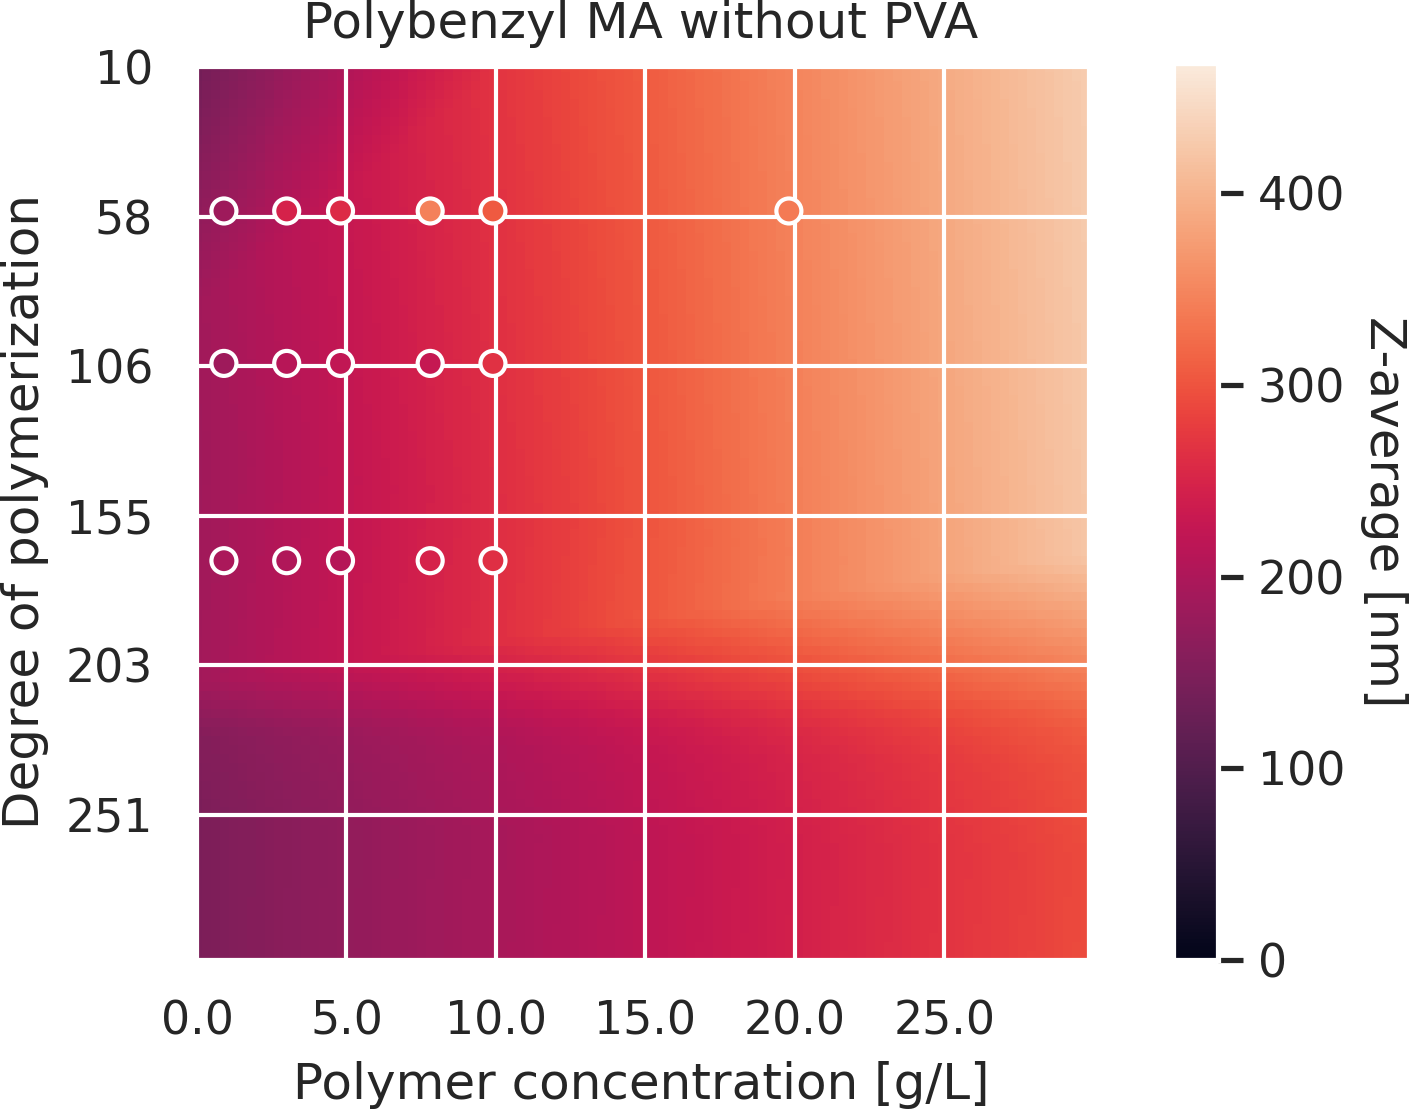 Polybenzyl MA without PVA
10
58
106
155
203
251
Degree of polymerization
0.0 5.0 10.0 15.0 20.0 25.0
Polymer concentration [g/L]
400
300
200
100
0
Z-average [nm]